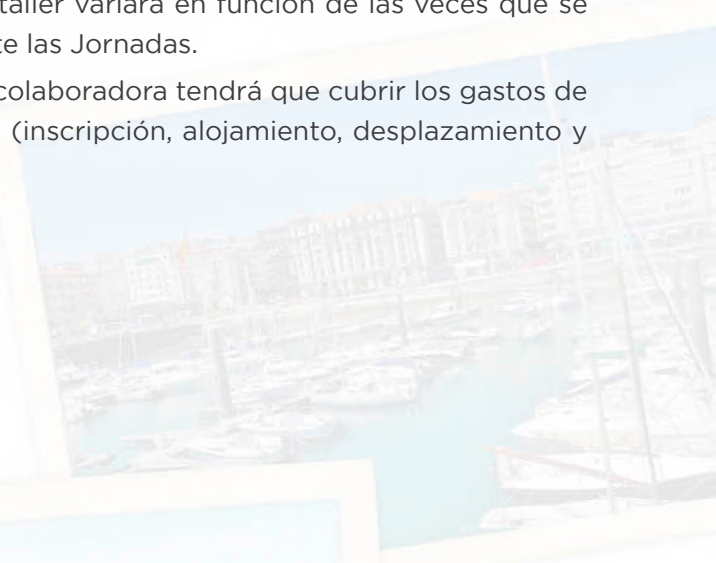 taller variará en función de las veces que se
te las Jornadas.
colaboradora tendrá que cubrir los gastos de
(inscripción, alojamiento, desplazamiento y